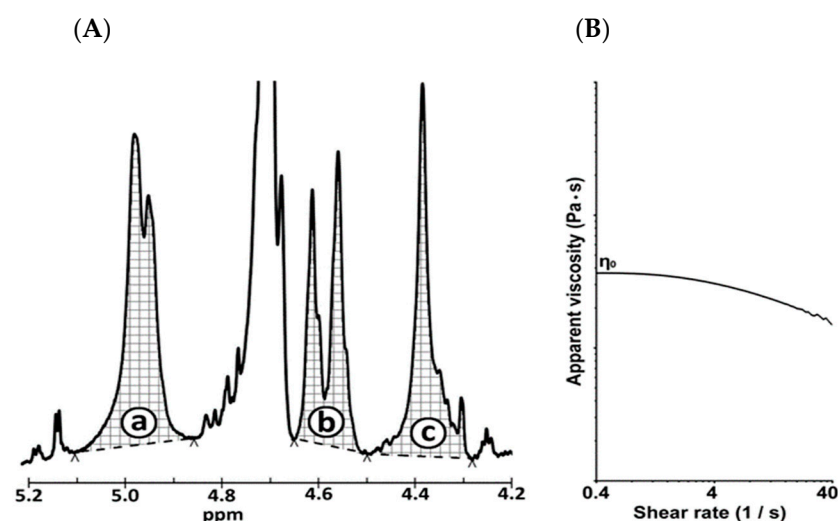 (A)
(B)
a
b
c
5.2 5.0 4.8 4.6 4.4 4.2
ppm
Apparent viscosity (Pa·s)
η₀
0.4 4 40
Shear rate (1 / s)